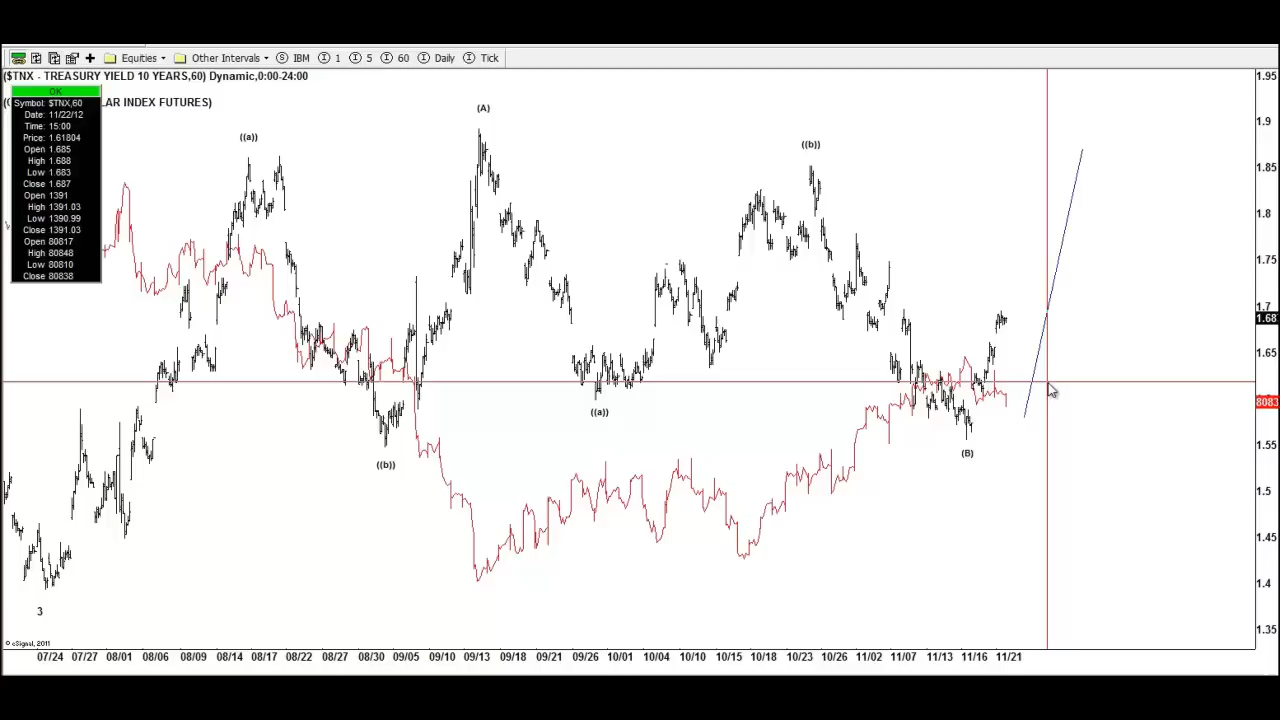 Equities Other Intervals S IBM I 1 I 5 I 60 I Daily I Tick
($TNX - TREASURY YIELD 10 YEARS,60) Dynamic,0:00-24:00
LAR INDEX FUTURES)
OK
Symbol: $TNX,60
Date: 11/22/12
Time: 15:00
Price: 1.61804
Open 1.685
High 1.688
Low 1.683
Close 1.687
Open 1391
High 1391.03
Low 1390.99
Close 1391.03
Open 80817
High 80848
Low 80810
Close 80838
(A)
((a))
((b))
((a))
((b))
(B)
3
1.95
1.9
1.85
1.8
1.75
1.7
1.68
1.65
8083
1.55
1.5
1.45
1.4
1.35
© eSignal, 2011
07/24 07/27 08/01 08/06 08/09 08/14 08/17 08/22 08/27 08/30 09/05 09/10 09/13 09/18 09/21 09/26 10/01 10/04 10/10 10/15 10/18 10/23 10/26 11/02 11/07 11/13 11/16 11/21